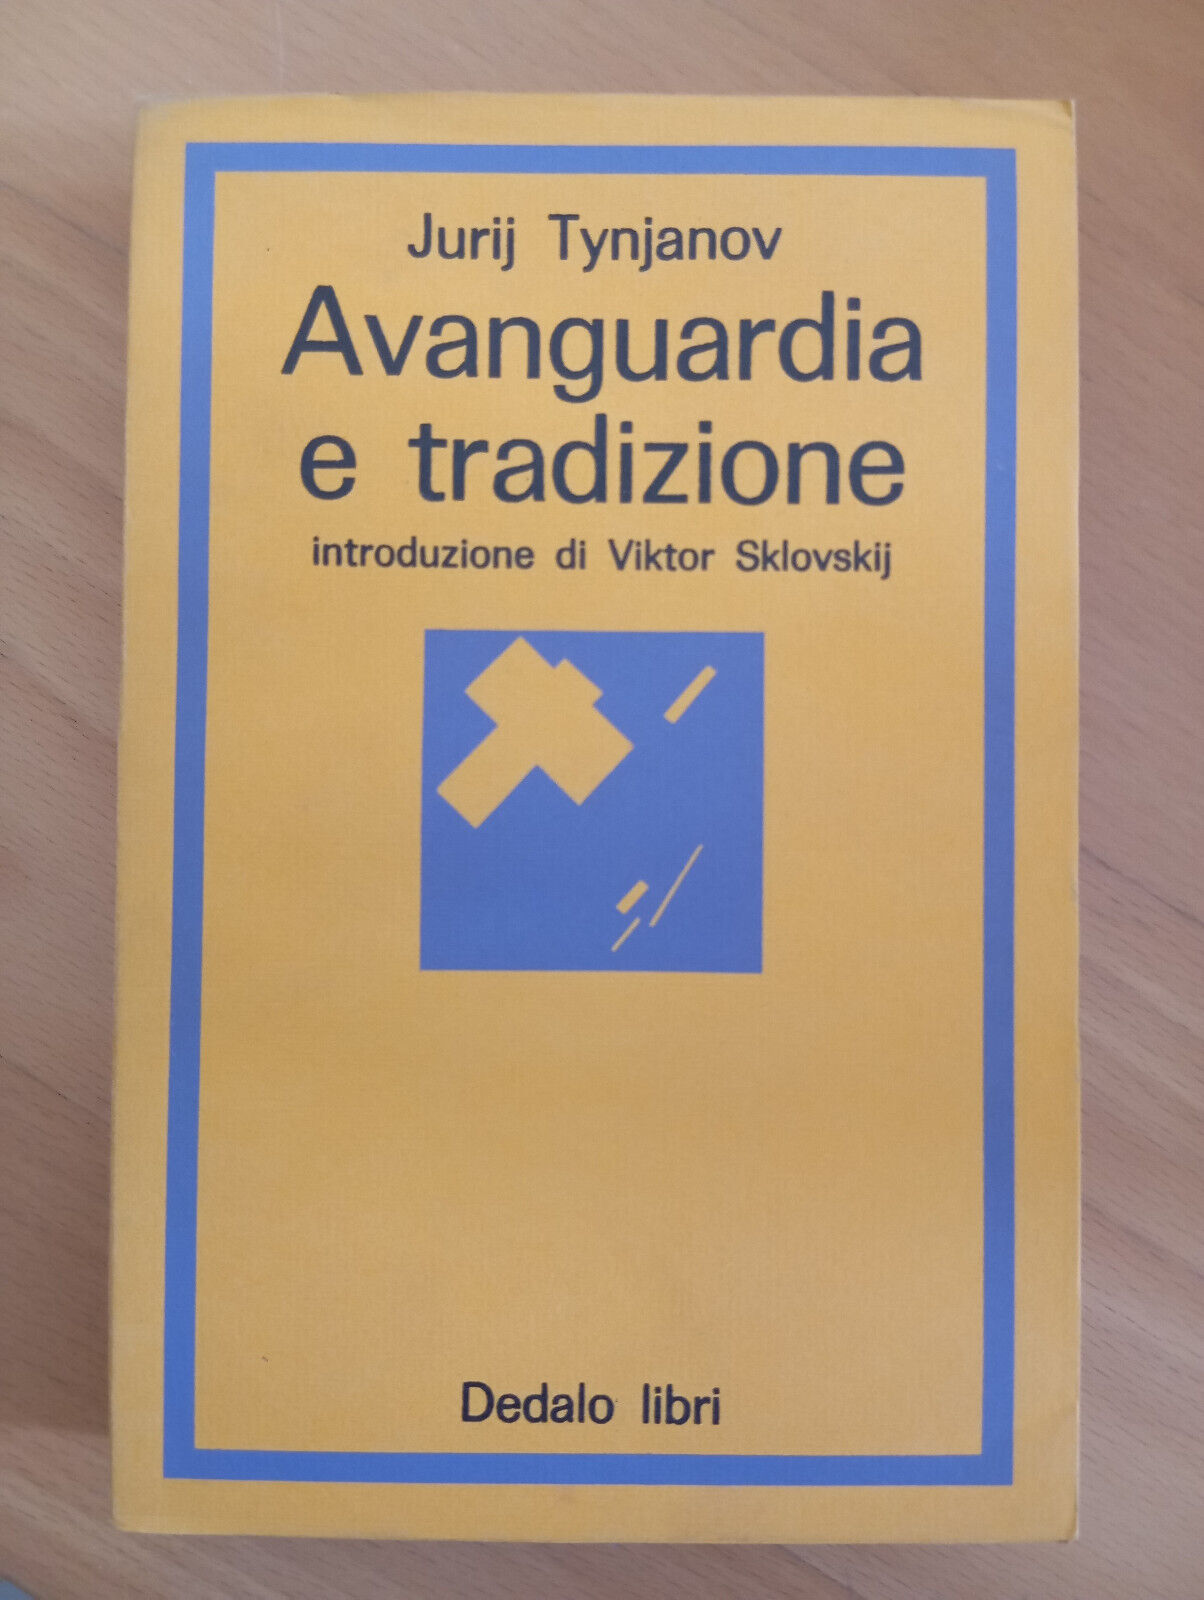 Jurij Tynjanov
Avanguardia
e tradizione
introduzione di Viktor Sklovskij
Dedalo libri